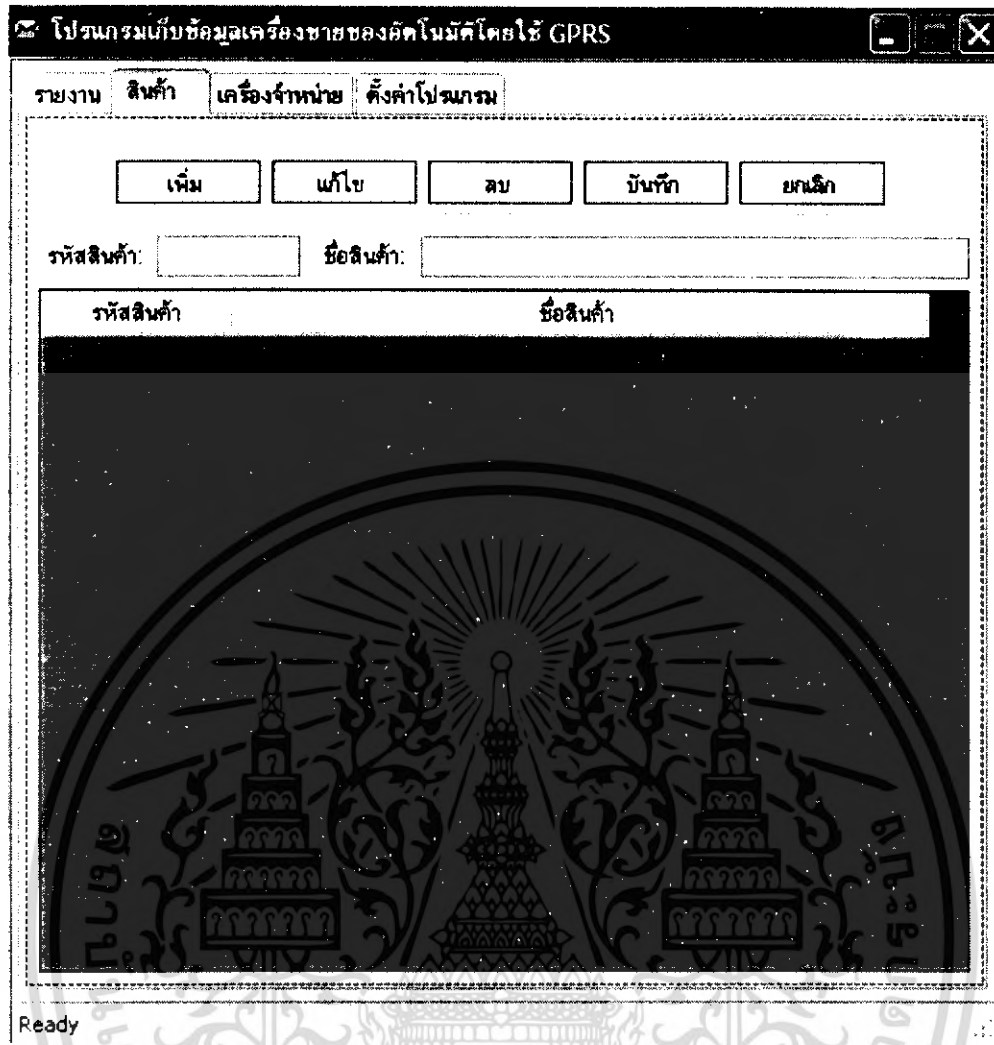 โปรแกรมเก็บข้อมูลเครื่องขายของอัตโนมัติโดยใช้ GPRS
รายงาน สินค้า เครื่องจำหน่าย ตั้งค่าโปรแกรม
เพิ่ม แก้ไข ลบ บันทึก ยกเลิก
รหัสสินค้า: ชื่อสินค้า:
รหัสสินค้า ชื่อสินค้า
Ready